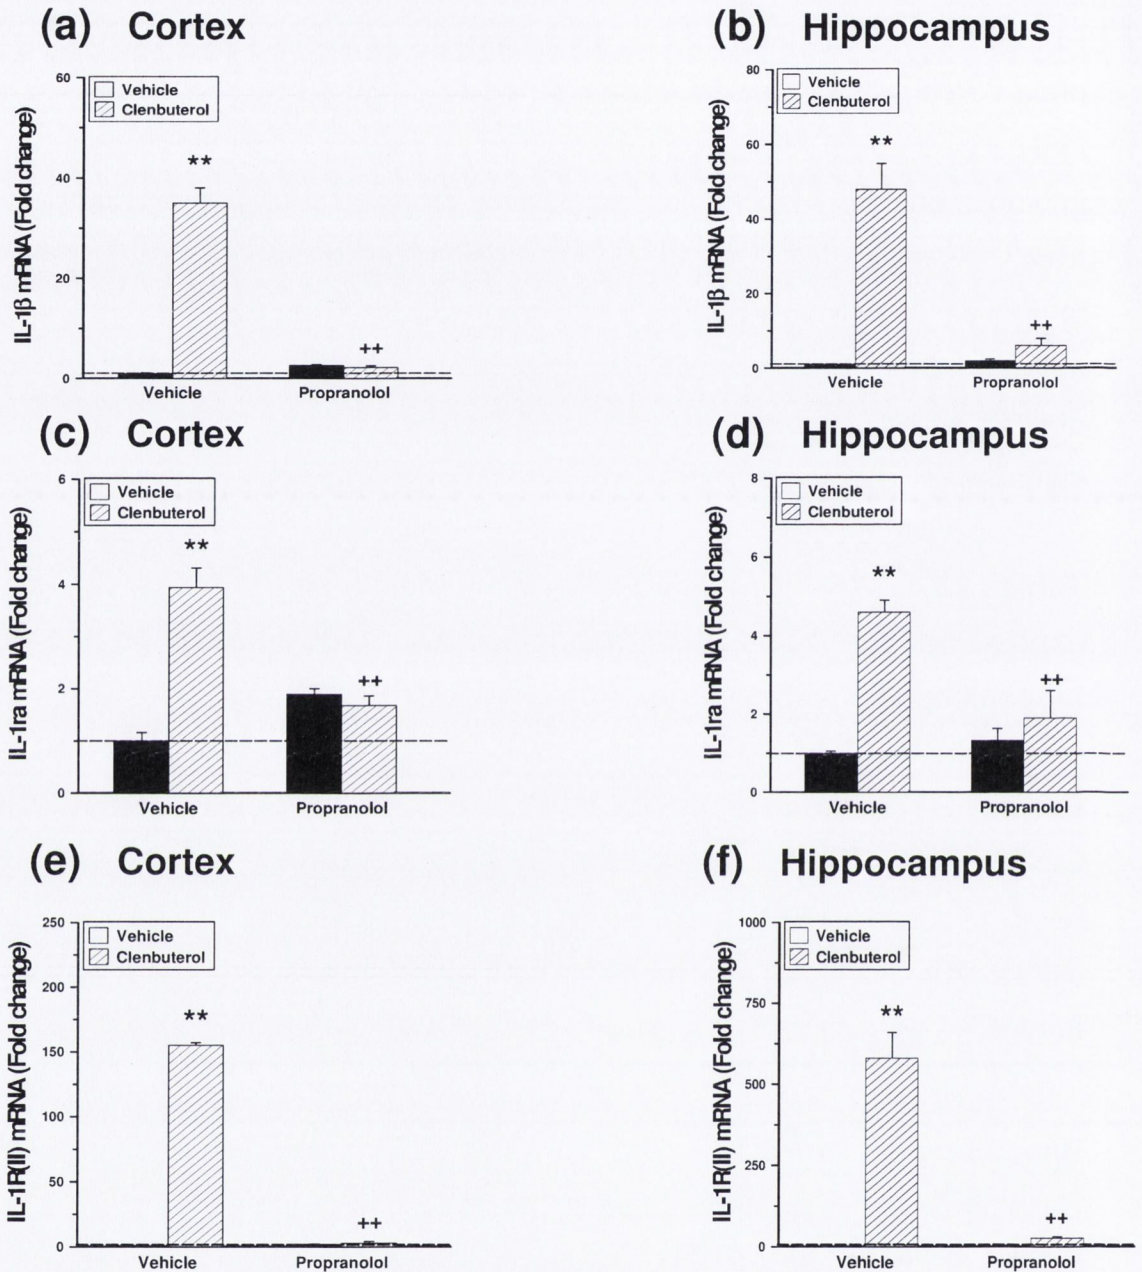 (a) Cortex
IL-1β mRNA (Fold change)
60
40
20
0
Vehicle
Clenbuterol
**
++
Vehicle Propranolol
(b) Hippocampus
IL-1β mRNA (Fold change)
80
60
40
20
0
Vehicle
Clenbuterol
**
++
Vehicle Propranolol
(c) Cortex
IL-1ra mRNA (Fold change)
6
4
2
0
Vehicle
Clenbuterol
**
++
Vehicle Propranolol
(d) Hippocampus
IL-1ra mRNA (Fold change)
8
6
4
2
0
Vehicle
Clenbuterol
**
++
Vehicle Propranolol
(e) Cortex
IL-1R(II) mRNA (Fold change)
250
200
150
100
50
0
Vehicle
Clenbuterol
**
++
Vehicle Propranolol
(f) Hippocampus
IL-1R(II) mRNA (Fold change)
1000
750
500
250
0
Vehicle
Clenbuterol
**
++
Vehicle Propranolol